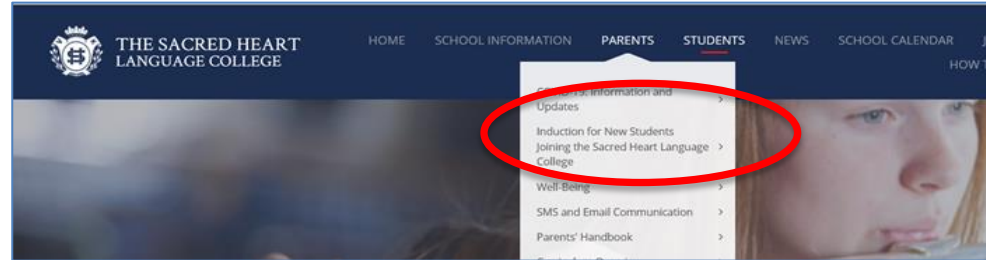 THE SACRED HEART
LANGUAGE COLLEGE
HOME SCHOOL INFORMATION PARENTS STUDENTS NEWS SCHOOL CALENDAR
HOW T
Information and
Updates
Induction for New Students
Joining the Sacred Heart Language
College
Well-Being
SMS and Email Communication
Parents' Handbook